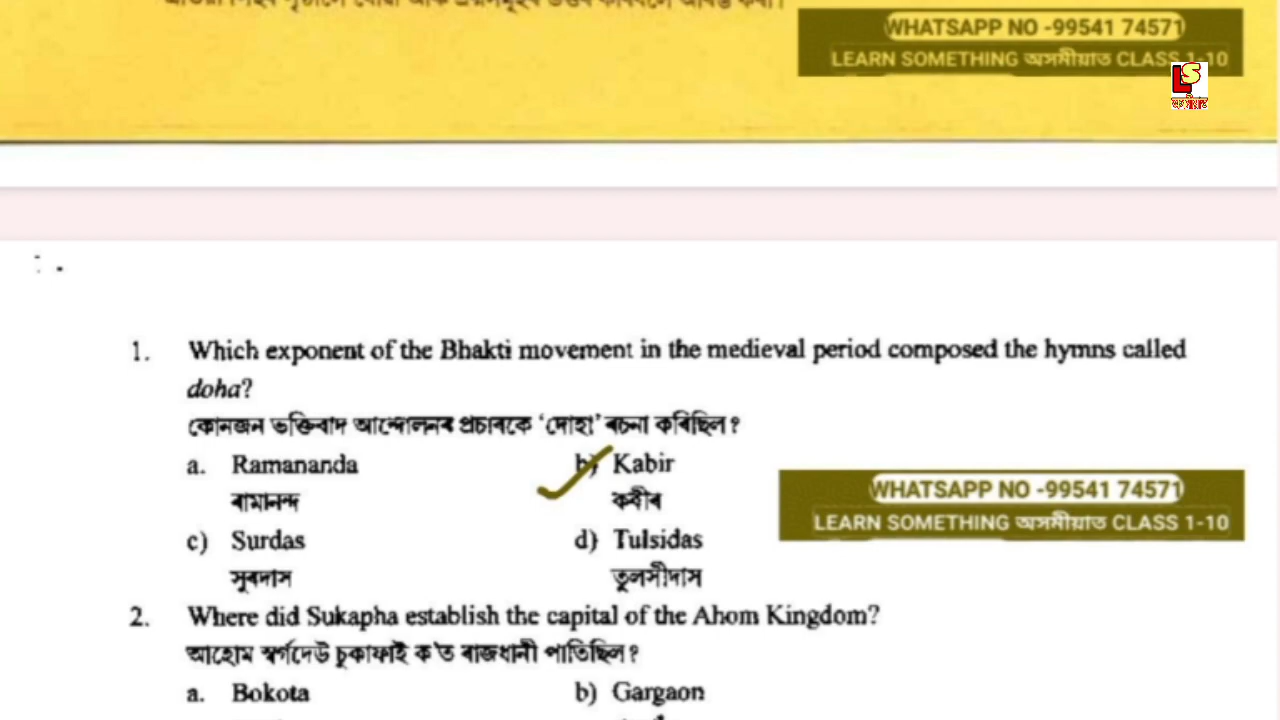 WHATSAPP NO -99541 74571
LEARN SOMETHING অসমীয়াত CLASS 1-10
LS
1. Which exponent of the Bhakti movement in the medieval period composed the hymns called
doha?
কোনজন ভক্তিবাদ আন্দোলনৰ প্ৰচাৰকে ‘দোহা’ ৰচনা কৰিছিল?
a. Ramananda b) Kabir
ৰামানন্দ কবীৰ
WHATSAPP NO -99541 74571
LEARN SOMETHING অসমীয়াত CLASS 1-10
c) Surdas d) Tulsidas
সুৰদাস তুলসীদাস
2. Where did Sukapha establish the capital of the Ahom Kingdom?
আহোম স্বৰ্গদেউ চুকাফাই ক'ত ৰাজধানী পাতিছিল?
a. Bokota b) Gargaon